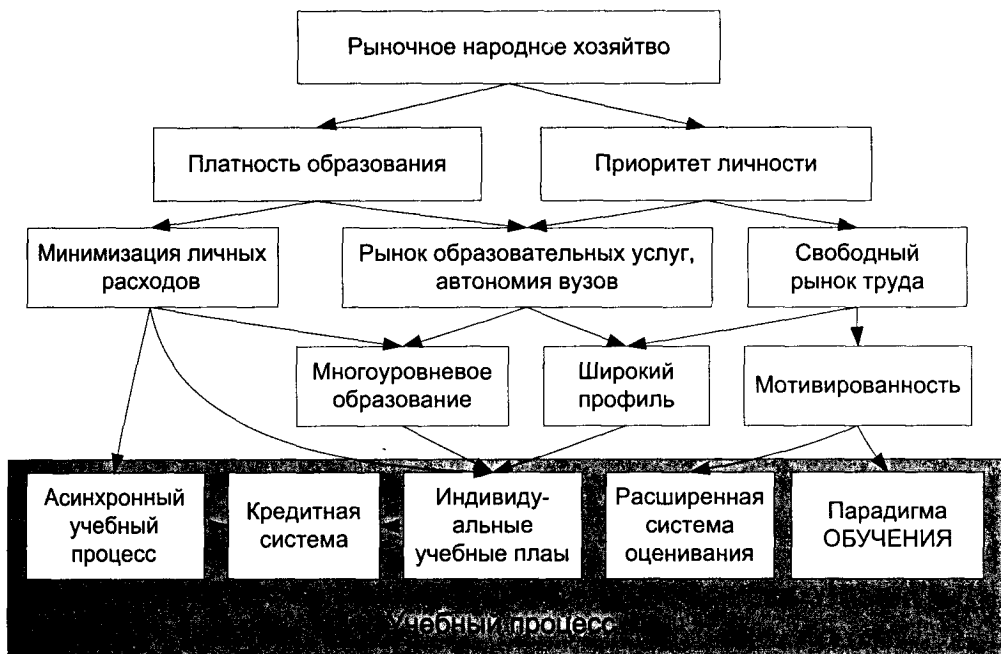 Рыночное народное хозяйство
Платность образования
Приоритет личности
Минимизация личных
расходов
Рынок образовательных услуг,
автономия вузов
Свободный
рынок труда
Многоуровневое
образование
Широкий
профиль
Мотивированность
Асинхронный
учебный
процесс
Кредитная
система
Индивиду-
альные
учебные плаы
Расширенная
система
оценивания
Парадигма
ОБУЧЕНИЯ
Учебный процесс